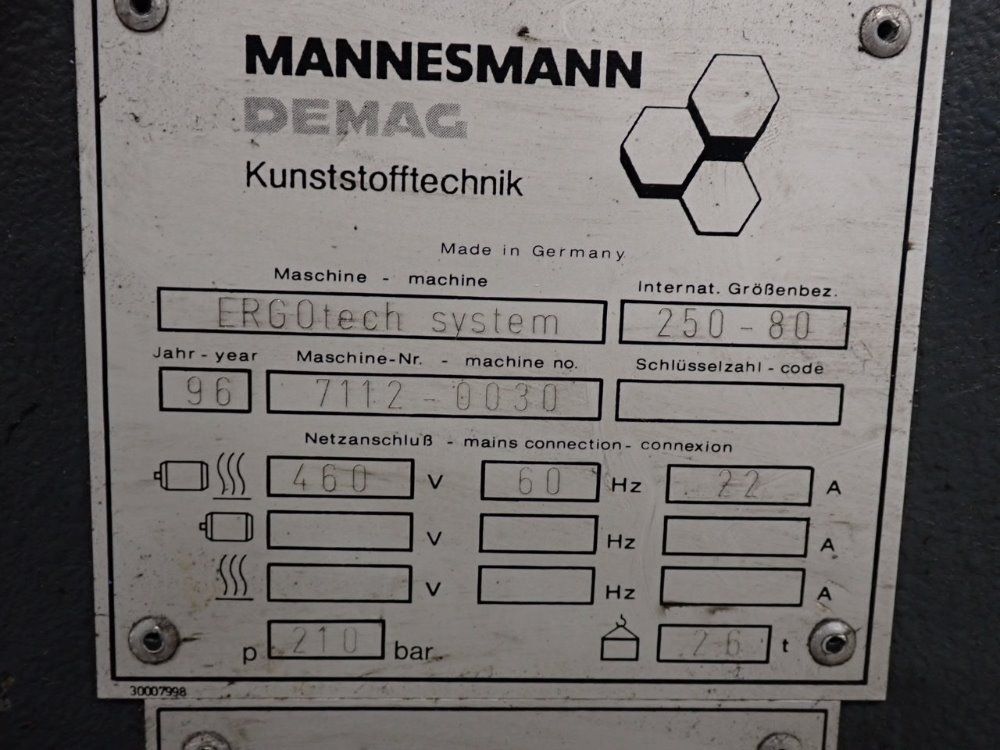 MANNESMANN
DEMAG
Kunststofftechnik
Made in Germany
Maschine - machine
Internat. Größenbez.
ERGOtech system
250-80
Jahr - year
Maschine-Nr. - machine no.
Schlüsselzahl - code
96
7112-0030
Netzanschluß - mains connection - connexion
460 V 60 Hz 22 A
V Hz A
V Hz A
p 210 bar 26 t
30007998